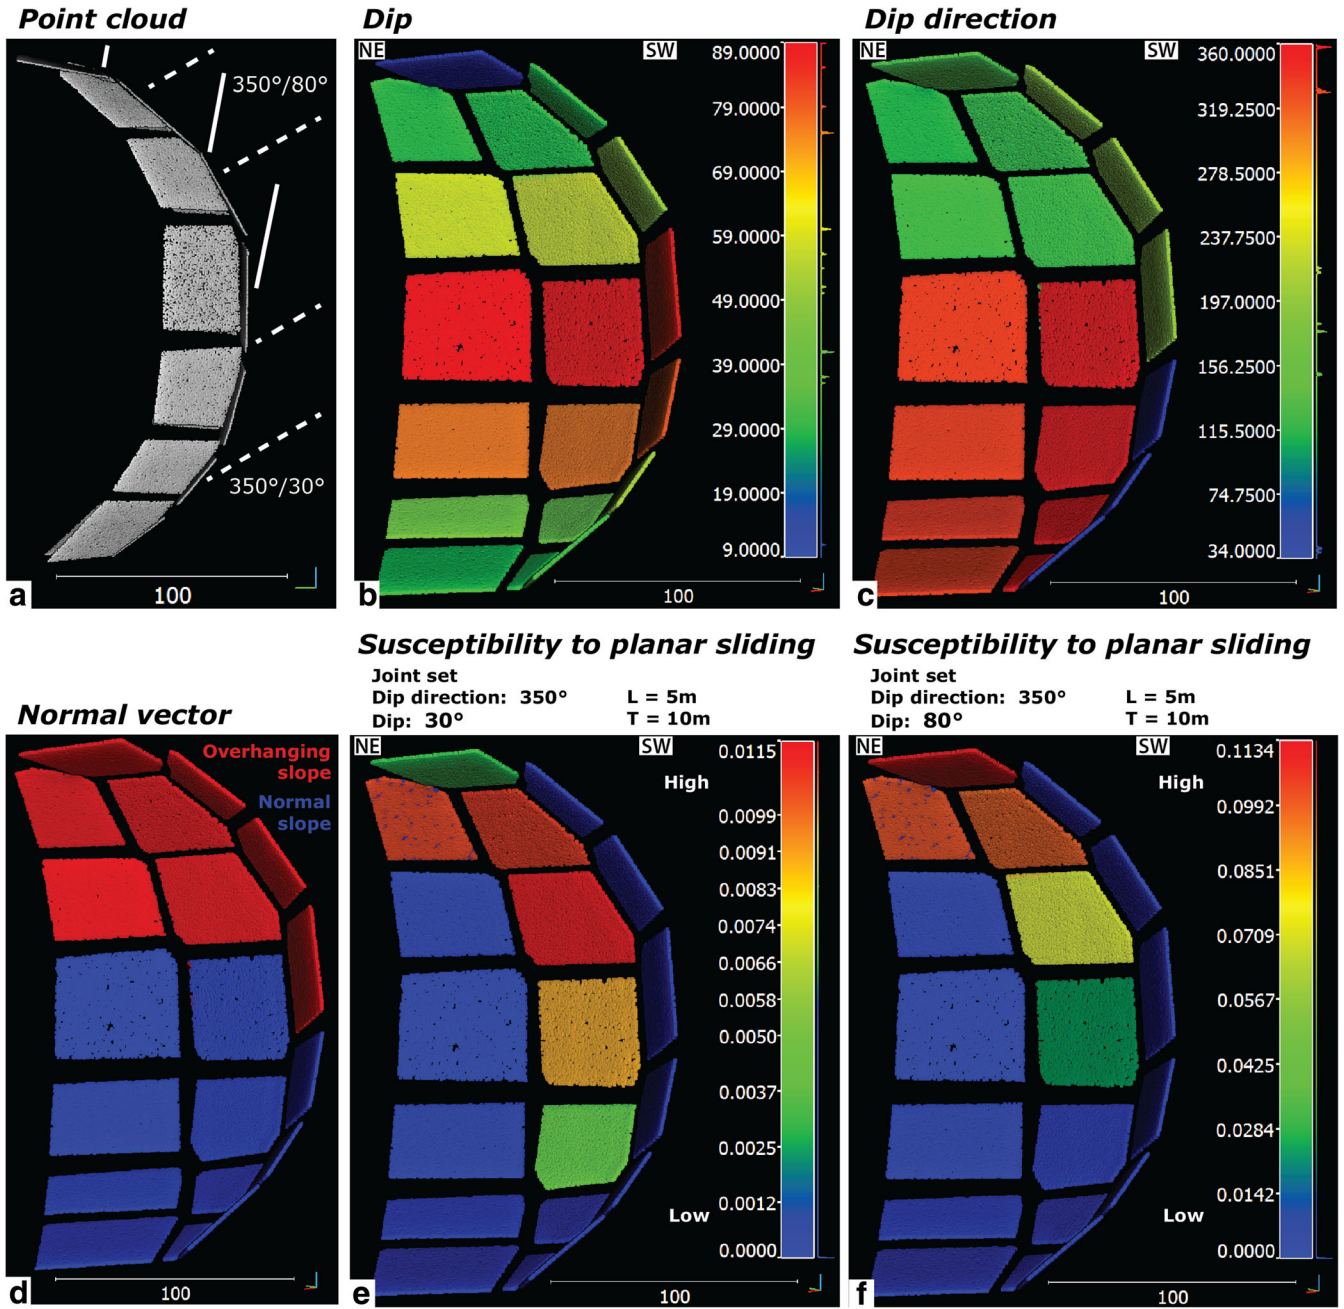 Point cloud
350°/80°
350°/30°
100
a
Dip
NE
SW
89.0000
79.0000
69.0000
59.0000
49.0000
39.0000
29.0000
19.0000
9.0000
100
b
Dip direction
NE
SW
360.0000
319.2500
278.5000
237.7500
197.0000
156.2500
115.5000
74.7500
34.0000
100
c
Normal vector
Overhanging
slope
Normal
slope
100
d
Susceptibility to planar sliding
Joint set
Dip direction: 350° L = 5m
Dip: 30° T = 10m
NE
SW
High
Low
0.0115
0.0099
0.0091
0.0083
0.0074
0.0066
0.0058
0.0050
0.0037
0.0025
0.0012
0.0000
100
e
Susceptibility to planar sliding
Joint set
Dip direction: 350° L = 5m
Dip: 80° T = 10m
NE
SW
High
Low
0.1134
0.0992
0.0851
0.0709
0.0567
0.0425
0.0284
0.0142
0.0000
100
f